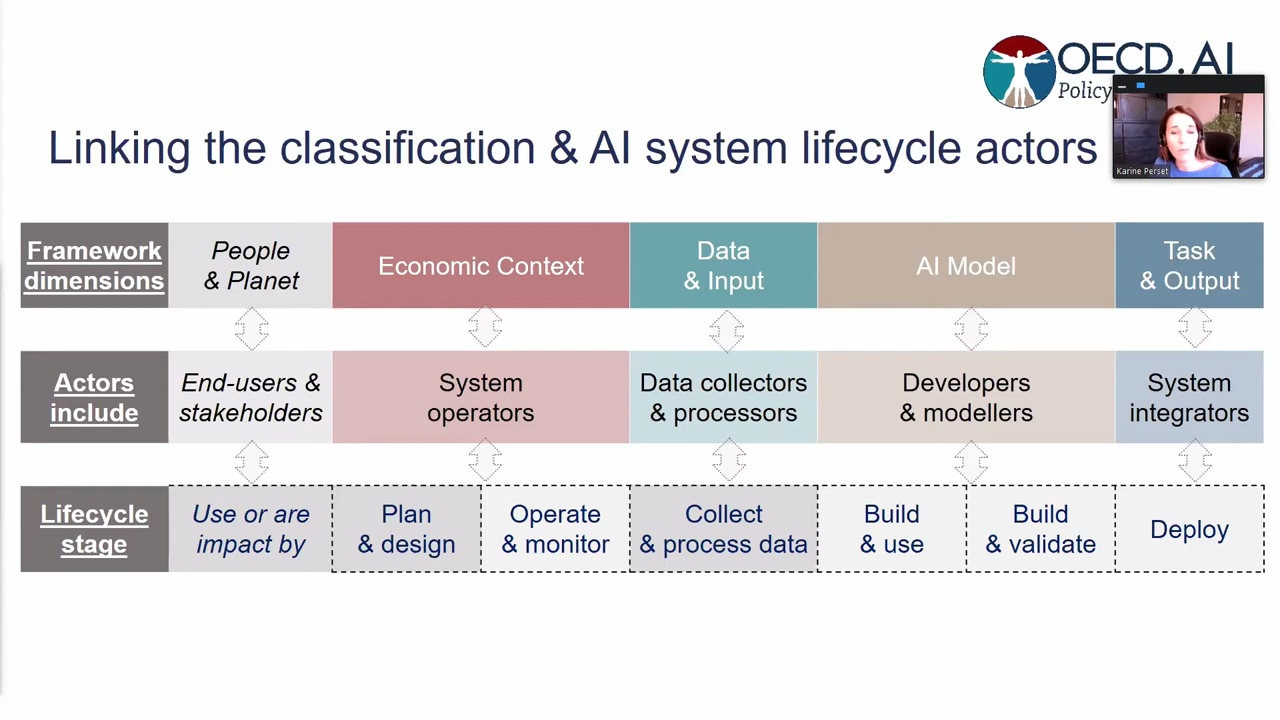 OECD.AI
Policy
Karine Perset
Linking the classification & AI system lifecycle actors
Framework dimensions
People & Planet
Economic Context
Data & Input
AI Model
Task & Output
Actors include
End-users & stakeholders
System operators
Data collectors & processors
Developers & modellers
System integrators
Lifecycle stage
Use or are impact by
Plan & design
Operate & monitor
Collect & process data
Build & use
Build & validate
Deploy